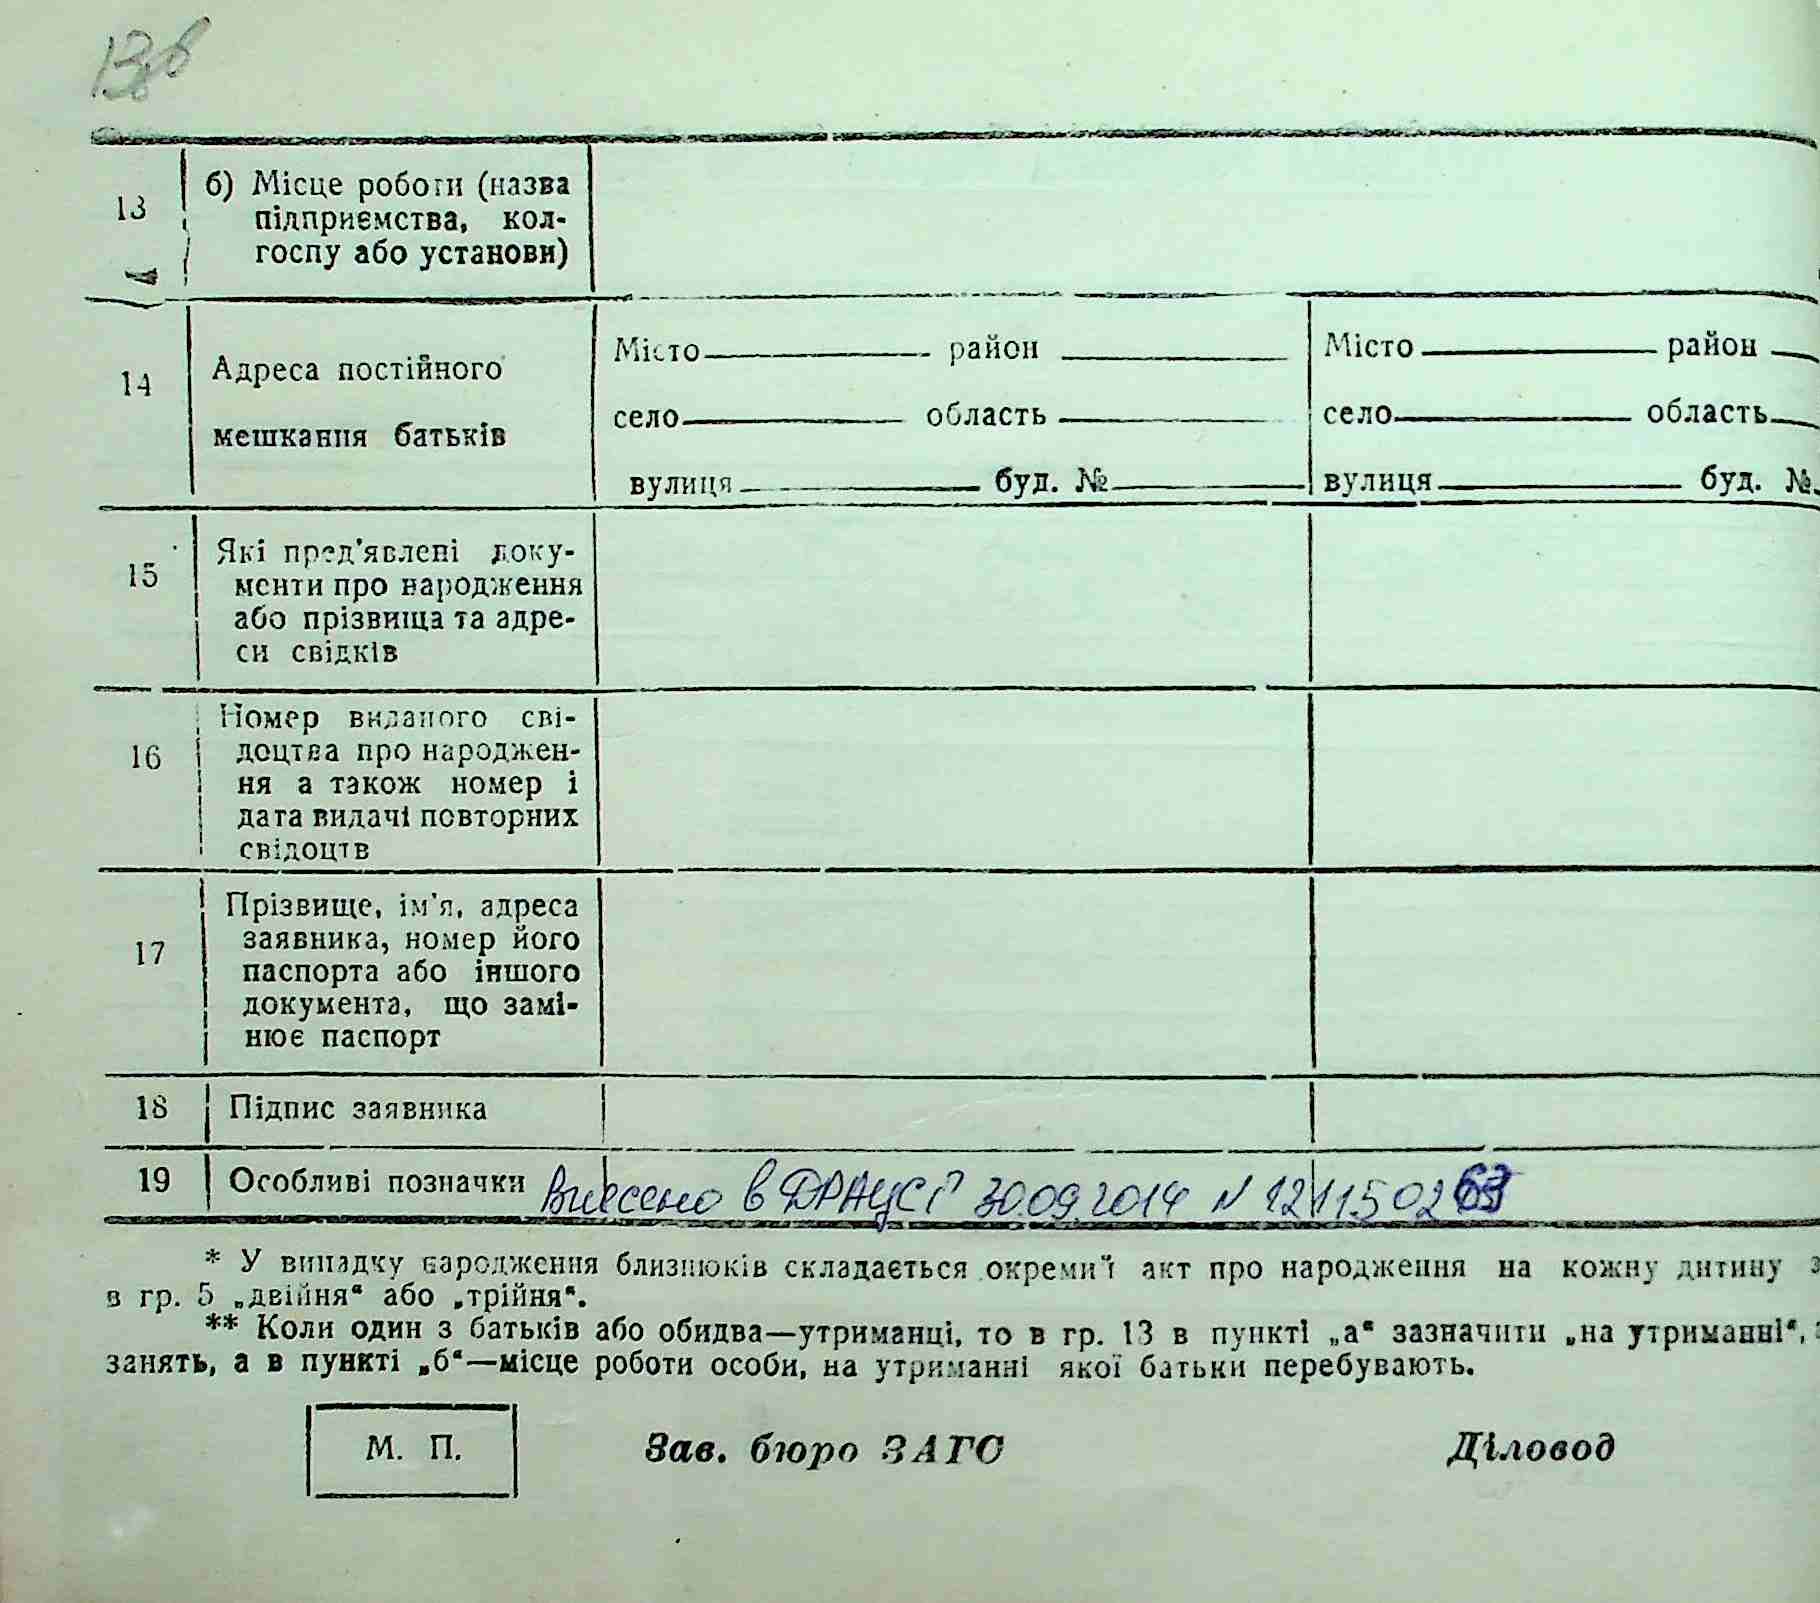 13
б) Місце роботи (назва
підприємства, кол-
госпу або установи)
14
Адреса постійного
мешкання батьків
Місто район
село область
вулиця буд. №
Місто район
село область
вулиця буд. №
15
Які пред'явлені доку-
менти про народження
або прізвища та адре-
си свідків
16
Номер виданого сві-
доцтва про народжен-
ня а також номер і
дата видачі повторних
свідоцтв
17
Прізвище, ім'я, адреса
заявника, номер його
паспорта або іншого
документа, що замі-
нює паспорт
18 Підпис заявника
19 Особливі позначки Внесено в ДРАЦСГ 30.09.2014 N 12115026
* У випадку народження близнюків складається окремиї акт про народження на кожну дитину з
в гр. 5 „двійня“ або „трійня“.
** Коли один з батьків або обидва—утриманці, то в гр. 13 в пункті „а“ зазначити „на утриманні“,
занять, а в пункті „б“—місце роботи особи, на утриманні якої батьки перебувають.
М. П. Зав. бюро ЗАГС Діловод